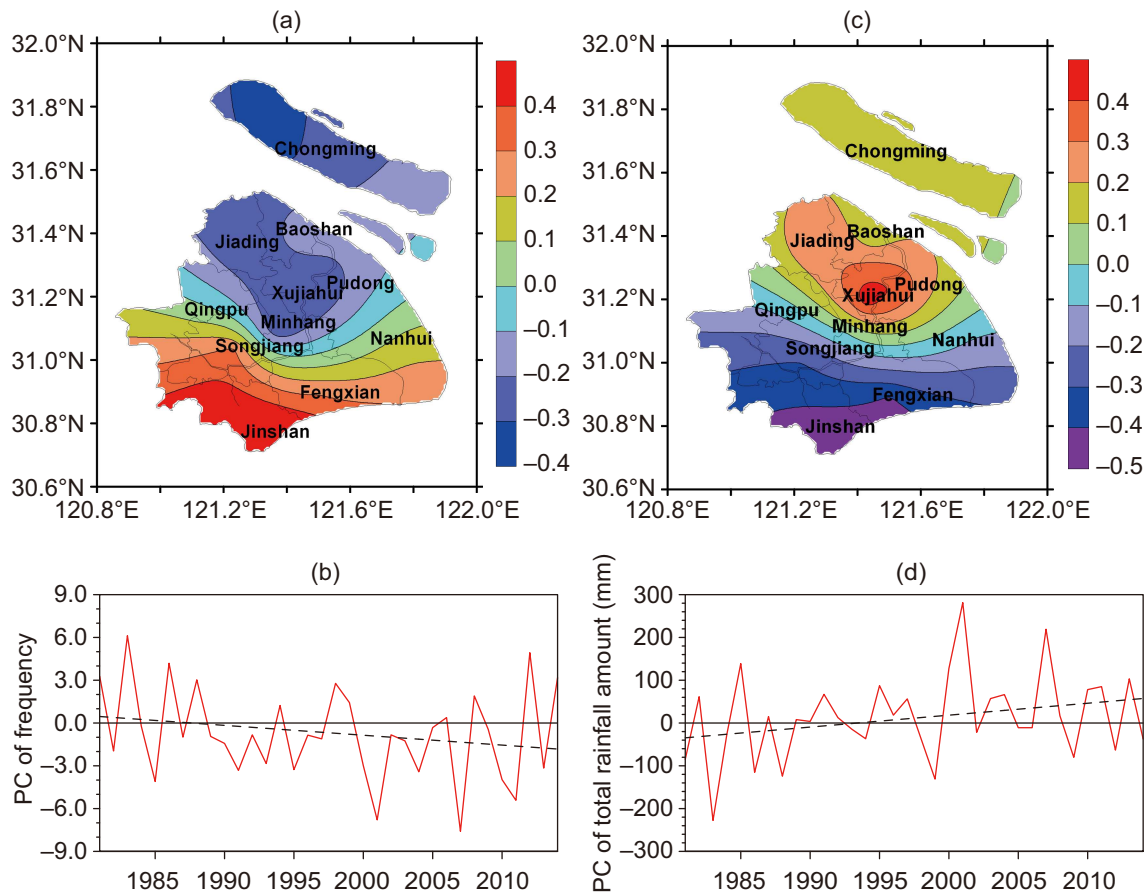 (a)
32.0°N
31.8°N
31.6°N
31.4°N
31.2°N
31.0°N
30.8°N
30.6°N
120.8°E
121.2°E
121.6°E
122.0°E
Chongming
Baoshan
Jiading
Pudong
Xujiahui
Qingpu
Minhang
Nanhui
Songjiang
Fengxian
Jinshan
0.4
0.3
0.2
0.1
0.0
–0.1
–0.2
–0.3
–0.4
(c)
32.0°N
31.8°N
31.6°N
31.4°N
31.2°N
31.0°N
30.8°N
30.6°N
120.8°E
121.2°E
121.6°E
122.0°E
Chongming
Baoshan
Jiading
Pudong
Xujiahui
Qingpu
Minhang
Nanhui
Songjiang
Fengxian
Jinshan
0.4
0.3
0.2
0.1
0.0
–0.1
–0.2
–0.3
–0.4
–0.5
(b)
PC of frequency
9.0
6.0
3.0
0.0
–3.0
–6.0
–9.0
1985
1990
1995
2000
2005
2010
(d)
PC of total rainfall amount (mm)
300
200
100
0
–100
–200
–300
1985
1990
1995
2000
2005
2010